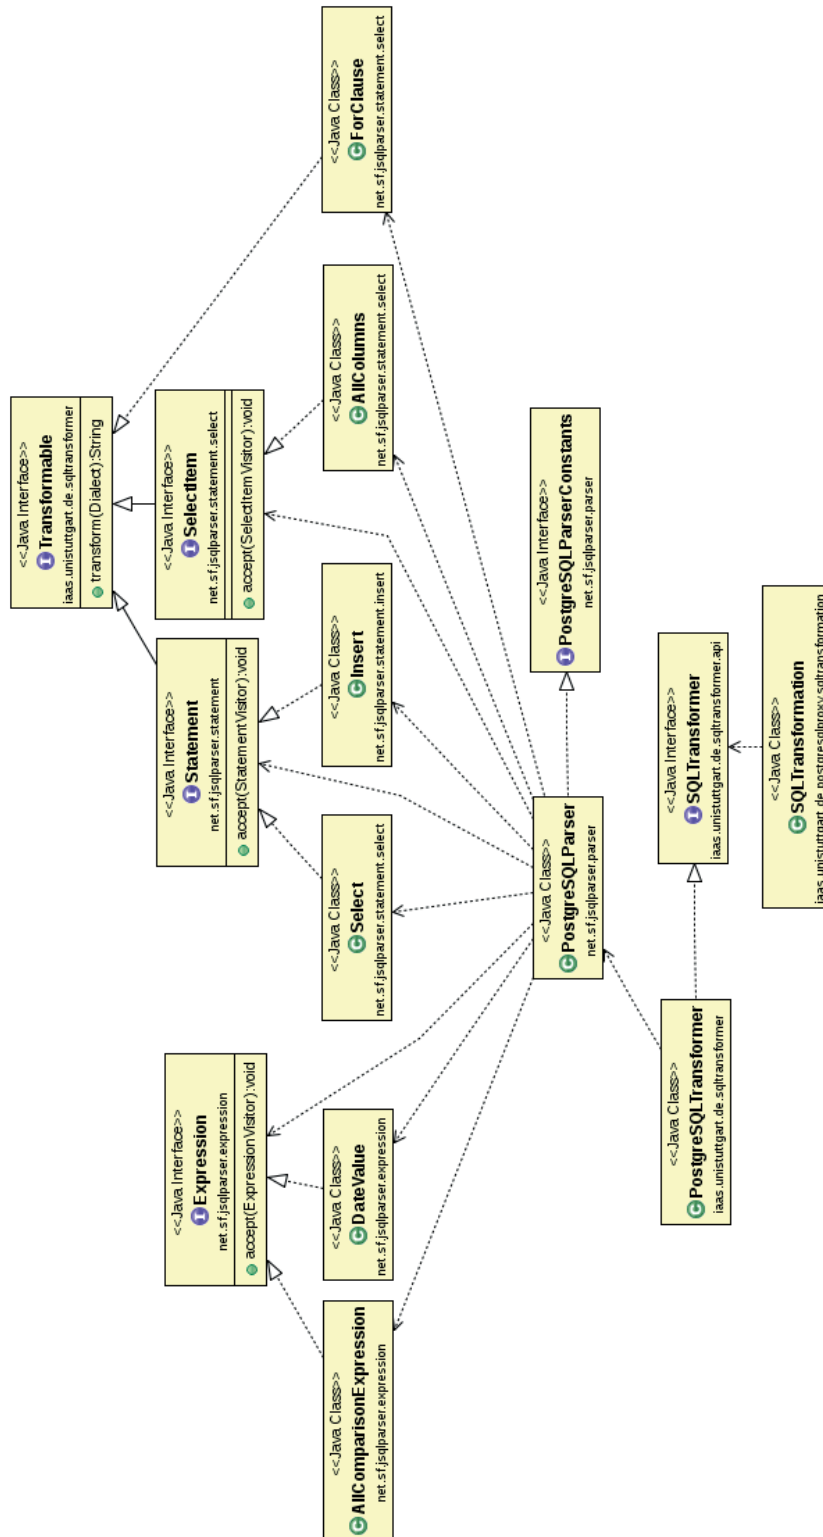 <<Java Interface>>
Transformable
iaas.unistuttgart.de.sqltransformer
transform(Dialect):String
<<Java Interface>>
Expression
net.sf.jsqlparser.expression
accept(ExpressionVisitor):void
<<Java Interface>>
Statement
net.sf.jsqlparser.statement
accept(StatementVisitor):void
<<Java Interface>>
SelectItem
net.sf.jsqlparser.statement.select
accept(SelectItemVisitor):void
<<Java Class>>
AllComparisonExpression
net.sf.jsqlparser.expression
<<Java Class>>
DateValue
net.sf.jsqlparser.expression
<<Java Class>>
Select
net.sf.jsqlparser.statement.select
<<Java Class>>
Insert
net.sf.jsqlparser.statement.insert
<<Java Class>>
AllColumns
net.sf.jsqlparser.statement.select
<<Java Class>>
ForClause
net.sf.jsqlparser.statement.select
<<Java Class>>
PostgreSQLParser
net.sf.jsqlparser.parser
<<Java Interface>>
PostgreSQLParserConstants
net.sf.jsqlparser.parser
<<Java Class>>
PostgreSQLTransformer
iaas.unistuttgart.de.sqltransformer
<<Java Interface>>
SQLTransformer
iaas.unistuttgart.de.sqltransformer.api
<<Java Class>>
SQLTransformation
iaas.unistuttgart.de.postgresqlproxy.sqltransformation